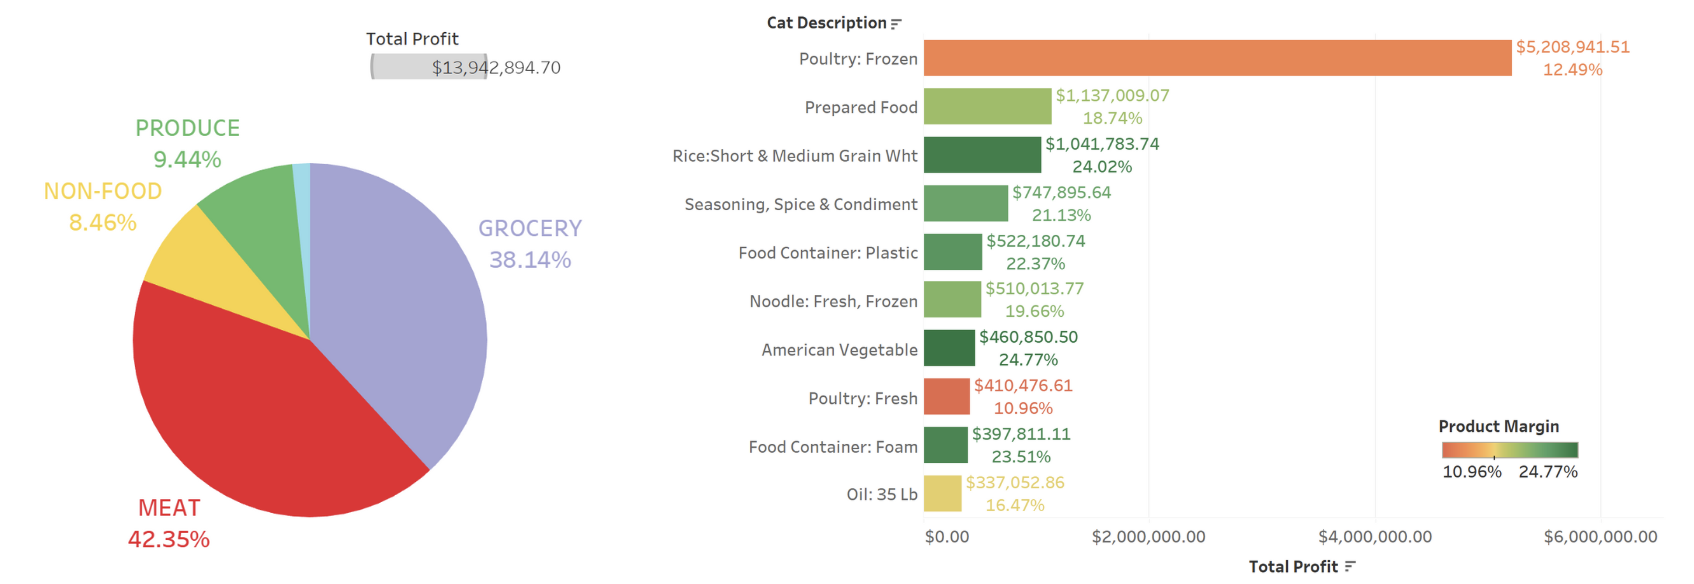 Total Profit
$13,942,894.70
PRODUCE
9.44%
NON-FOOD
8.46%
GROCERY
38.14%
MEAT
42.35%
Cat Description
Poultry: Frozen
$5,208,941.51
12.49%
Prepared Food
$1,137,009.07
18.74%
Rice:Short & Medium Grain Wht
$1,041,783.74
24.02%
Seasoning, Spice & Condiment
$747,895.64
21.13%
Food Container: Plastic
$522,180.74
22.37%
Noodle: Fresh, Frozen
$510,013.77
19.66%
American Vegetable
$460,850.50
24.77%
Poultry: Fresh
$410,476.61
10.96%
Food Container: Foam
$397,811.11
23.51%
Oil: 35 Lb
$337,052.86
16.47%
Product Margin
10.96% 24.77%
$0.00 $2,000,000.00 $4,000,000.00 $6,000,000.00
Total Profit